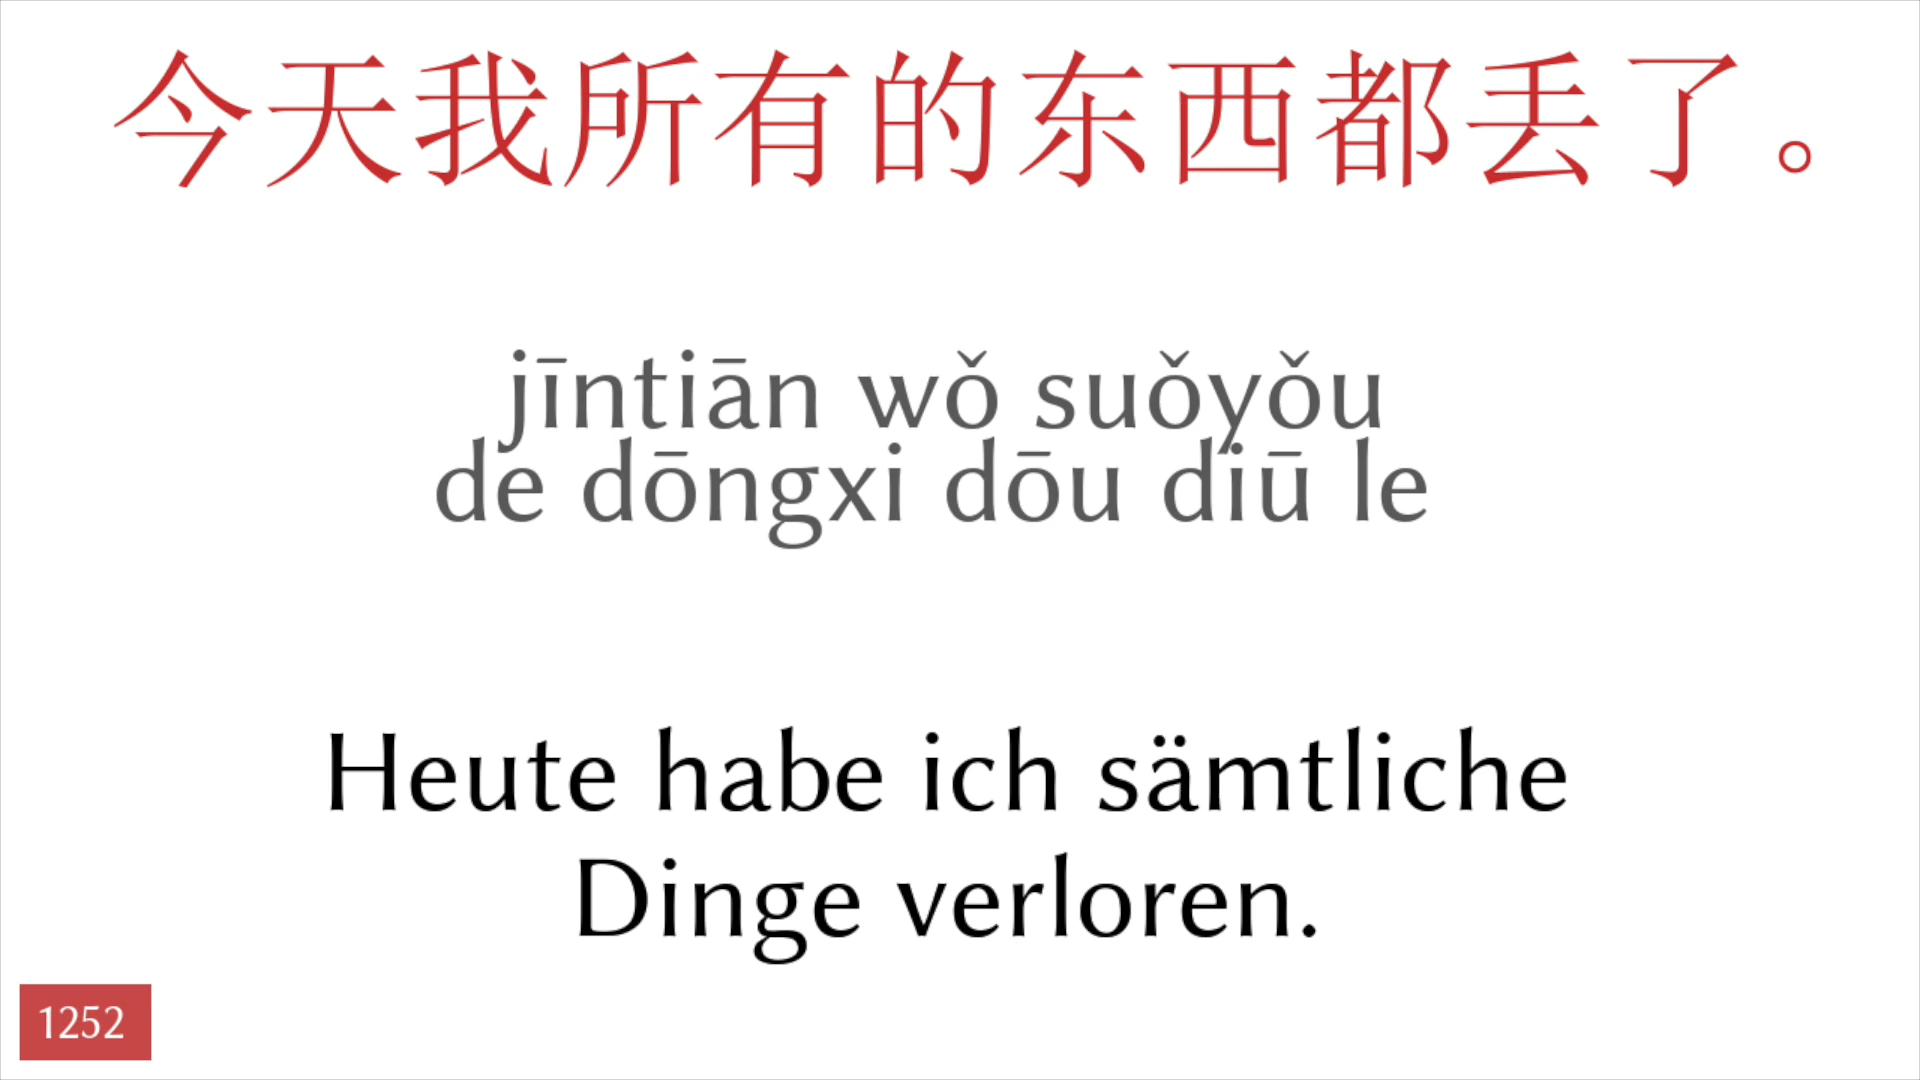 今天我所有的东西都丢了。
jīntiān wǒ suǒyǒu
de dōngxi dōu diū le
Heute habe ich sämtliche
Dinge verloren.
1252